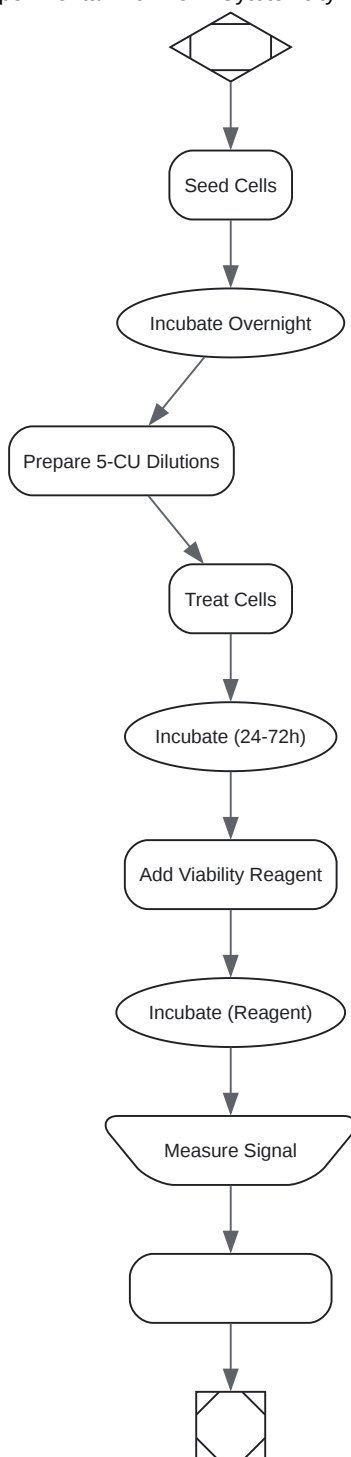 Seed Cells
Incubate Overnight
Prepare 5-CU Dilutions
Treat Cells
Incubate (24-72h)
Add Viability Reagent
Incubate (Reagent)
Measure Signal